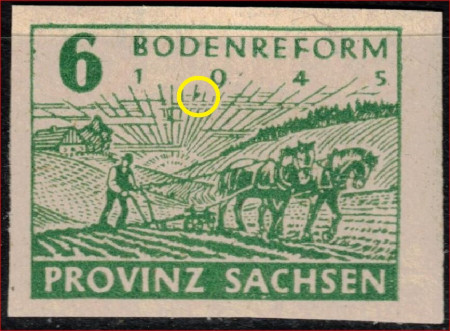 6 BODENREFORM
1 9 4 5
PROVINZ SACHSEN